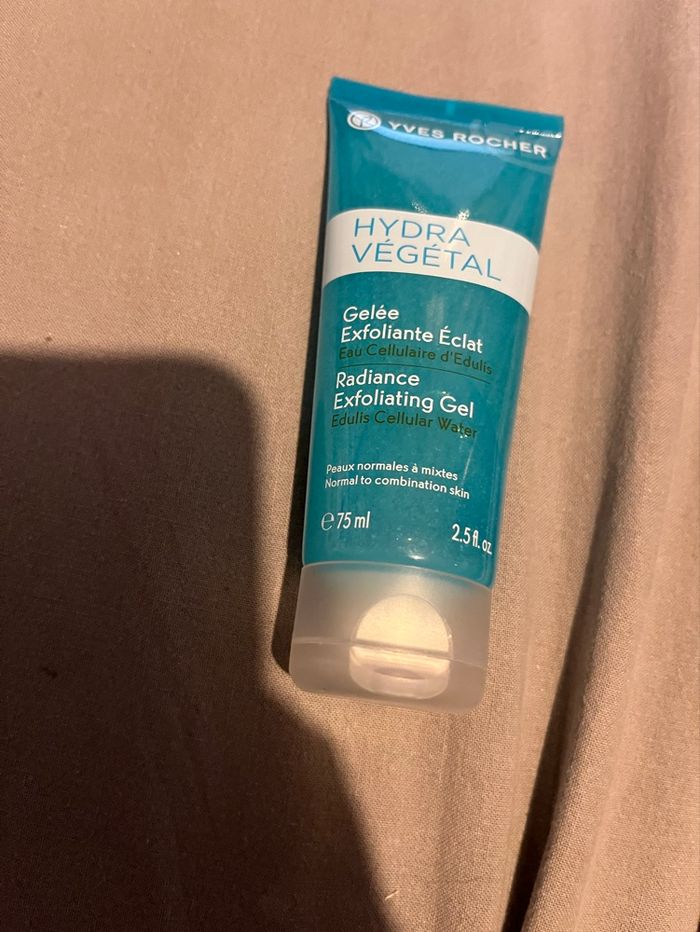 YVES ROCHER
HYDRA
VÉGÉTAL
Gelée
Exfoliante Éclat
Eau Cellulaire d'Edulis
Radiance
Exfoliating Gel
Edulis Cellular Water
Peaux normales à mixtes
Normal to combination skin
e 75 ml 2.5 fl. oz